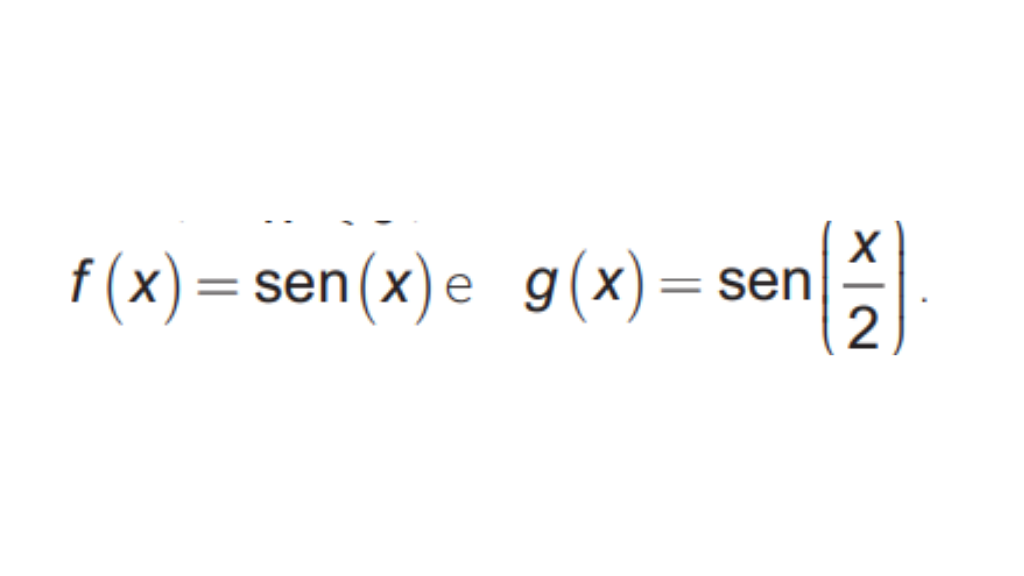 f(x) = sen(x) e g(x) = sen(x/2).